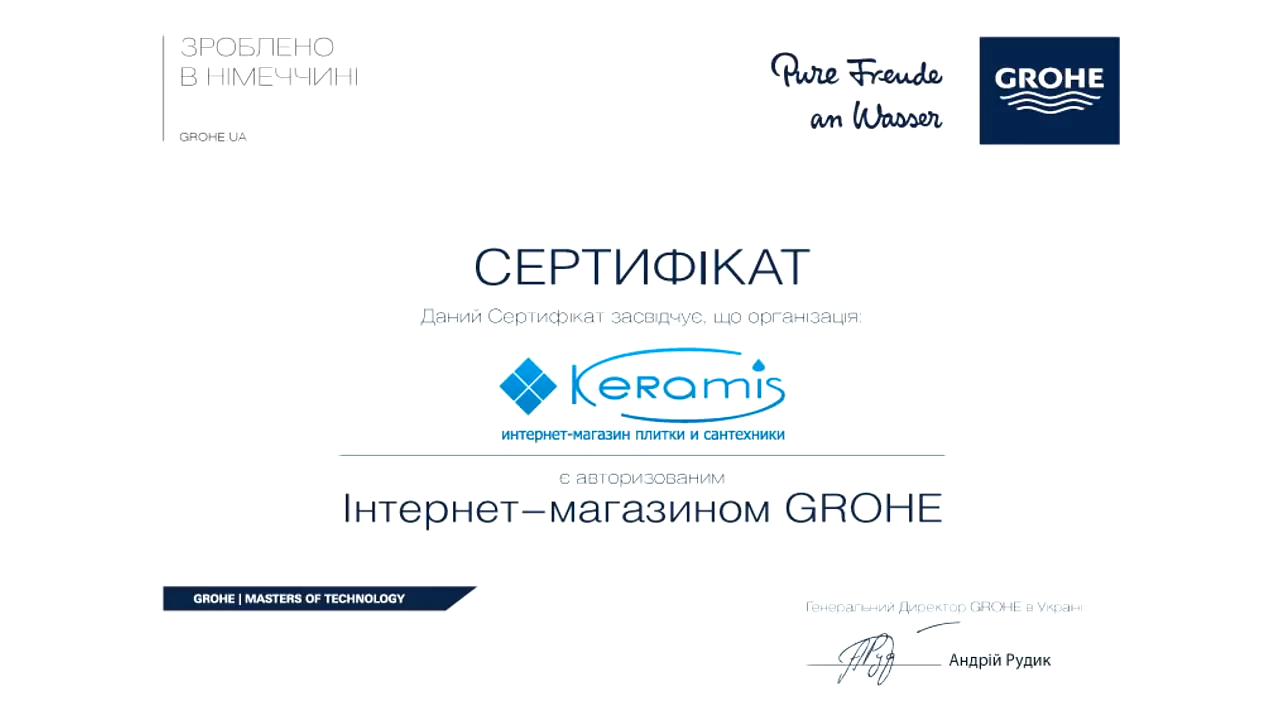 ЗРОБЛЕНО
В НІМЕЧЧИНІ
GROHE.UA
Pure Freude
an Wasser
GROHE
СЕРТИФІКАТ
Даний Сертифікат засвідчує, що організація:
Keramis
интернет-магазин плитки и сантехники
є авторизованим
Інтернет–магазином GROHE
GROHE | MASTERS OF TECHNOLOGY
Генеральний Директор GROHE в Україні
Андрій Рудик